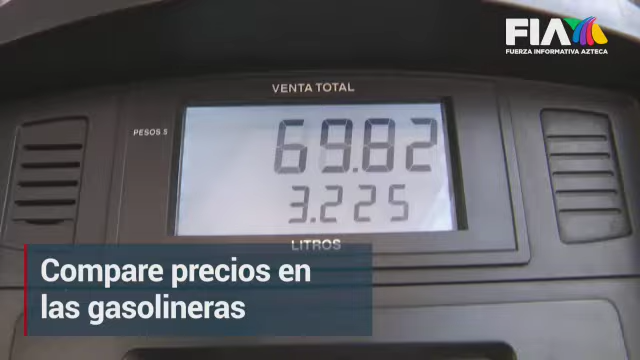 FIA
FUERZA INFORMATIVA AZTECA
VENTA TOTAL
PESOS $
69.82
3.225
LITROS
Compare precios en
las gasolineras